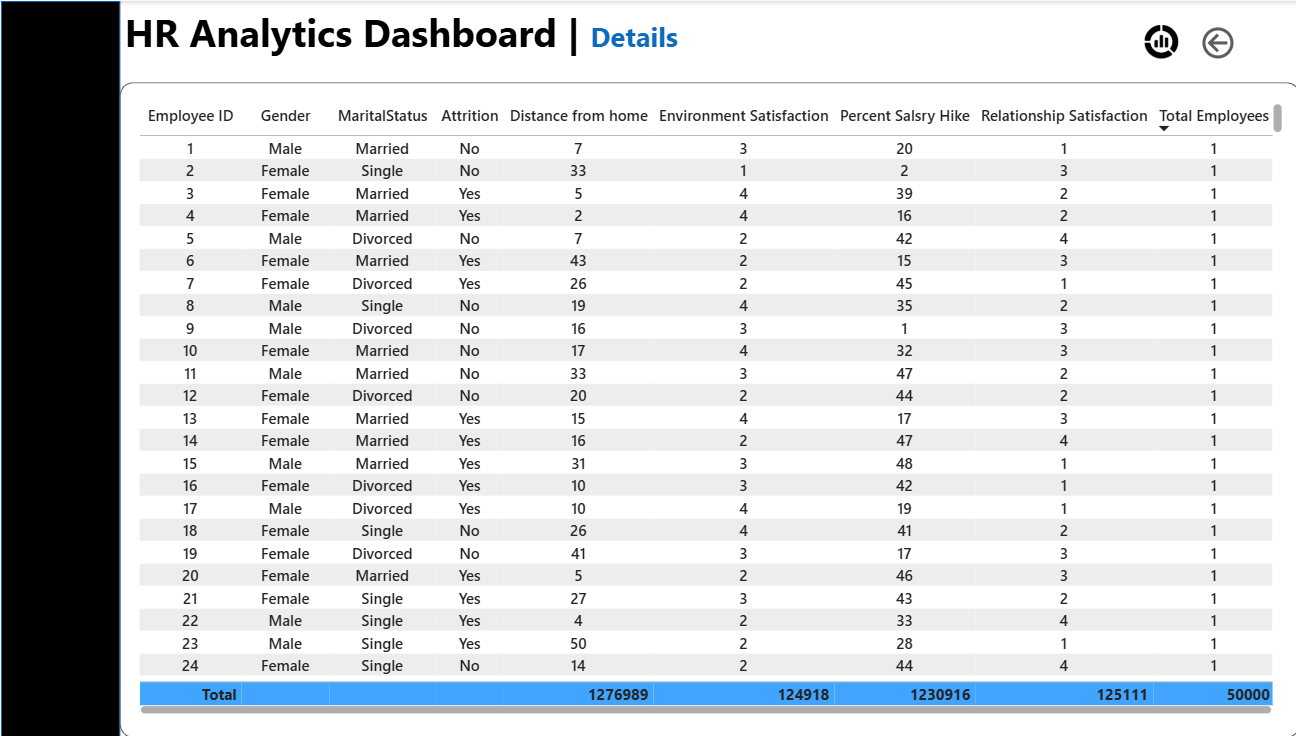 HR Analytics Dashboard | Details
Employee ID Gender MaritalStatus Attrition Distance from home Environment Satisfaction Percent Salsry Hike Relationship Satisfaction Total Employees
1 Male Married No 7 3 20 1 1
2 Female Single No 33 1 2 3 1
3 Female Married Yes 5 4 39 2 1
4 Female Married Yes 2 4 16 2 1
5 Male Divorced No 7 2 42 4 1
6 Female Married Yes 43 2 15 3 1
7 Female Divorced Yes 26 2 45 1 1
8 Male Single No 19 4 35 2 1
9 Male Divorced No 16 3 1 3 1
10 Female Married No 17 4 32 3 1
11 Male Married No 33 3 47 2 1
12 Female Divorced No 20 2 44 2 1
13 Female Married Yes 15 4 17 3 1
14 Female Married Yes 16 2 47 4 1
15 Male Married Yes 31 3 48 1 1
16 Female Divorced Yes 10 3 42 1 1
17 Male Divorced Yes 10 4 19 1 1
18 Female Single No 26 4 41 2 1
19 Female Divorced No 41 3 17 3 1
20 Female Married Yes 5 2 46 3 1
21 Female Single Yes 27 3 43 2 1
22 Male Single Yes 4 2 33 4 1
23 Male Single Yes 50 2 28 1 1
24 Female Single No 14 2 44 4 1
Total 1276989 124918 1230916 125111 50000